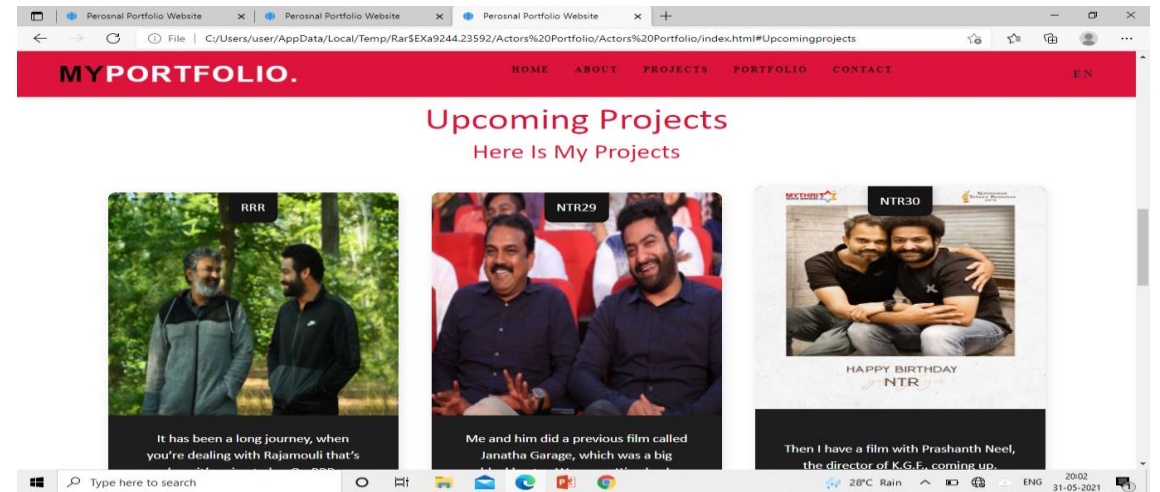 Perosnal Portfolio Website
Perosnal Portfolio Website
Perosnal Portfolio Website
File | C:/Users/user/AppData/Local/Temp/Rar$EXa9244.23592/Actors%20Portfolio/Actors%20Portfolio/index.html#Upcomingprojects
MYPORTFOLIO.
HOME ABOUT PROJECTS PORTFOLIO CONTACT
EN
Upcoming Projects
Here Is My Projects
RRR
NTR29
MYTHRI
NTR30
HAPPY BIRTHDAY
NTR
It has been a long journey, when
you're dealing with Rajamouli that's
Me and him did a previous film called
Janatha Garage, which was a big
Then I have a film with Prashanth Neel,
the director of K.G.F., coming up.
Type here to search
28°C Rain
ENG
20:02
31-05-2021